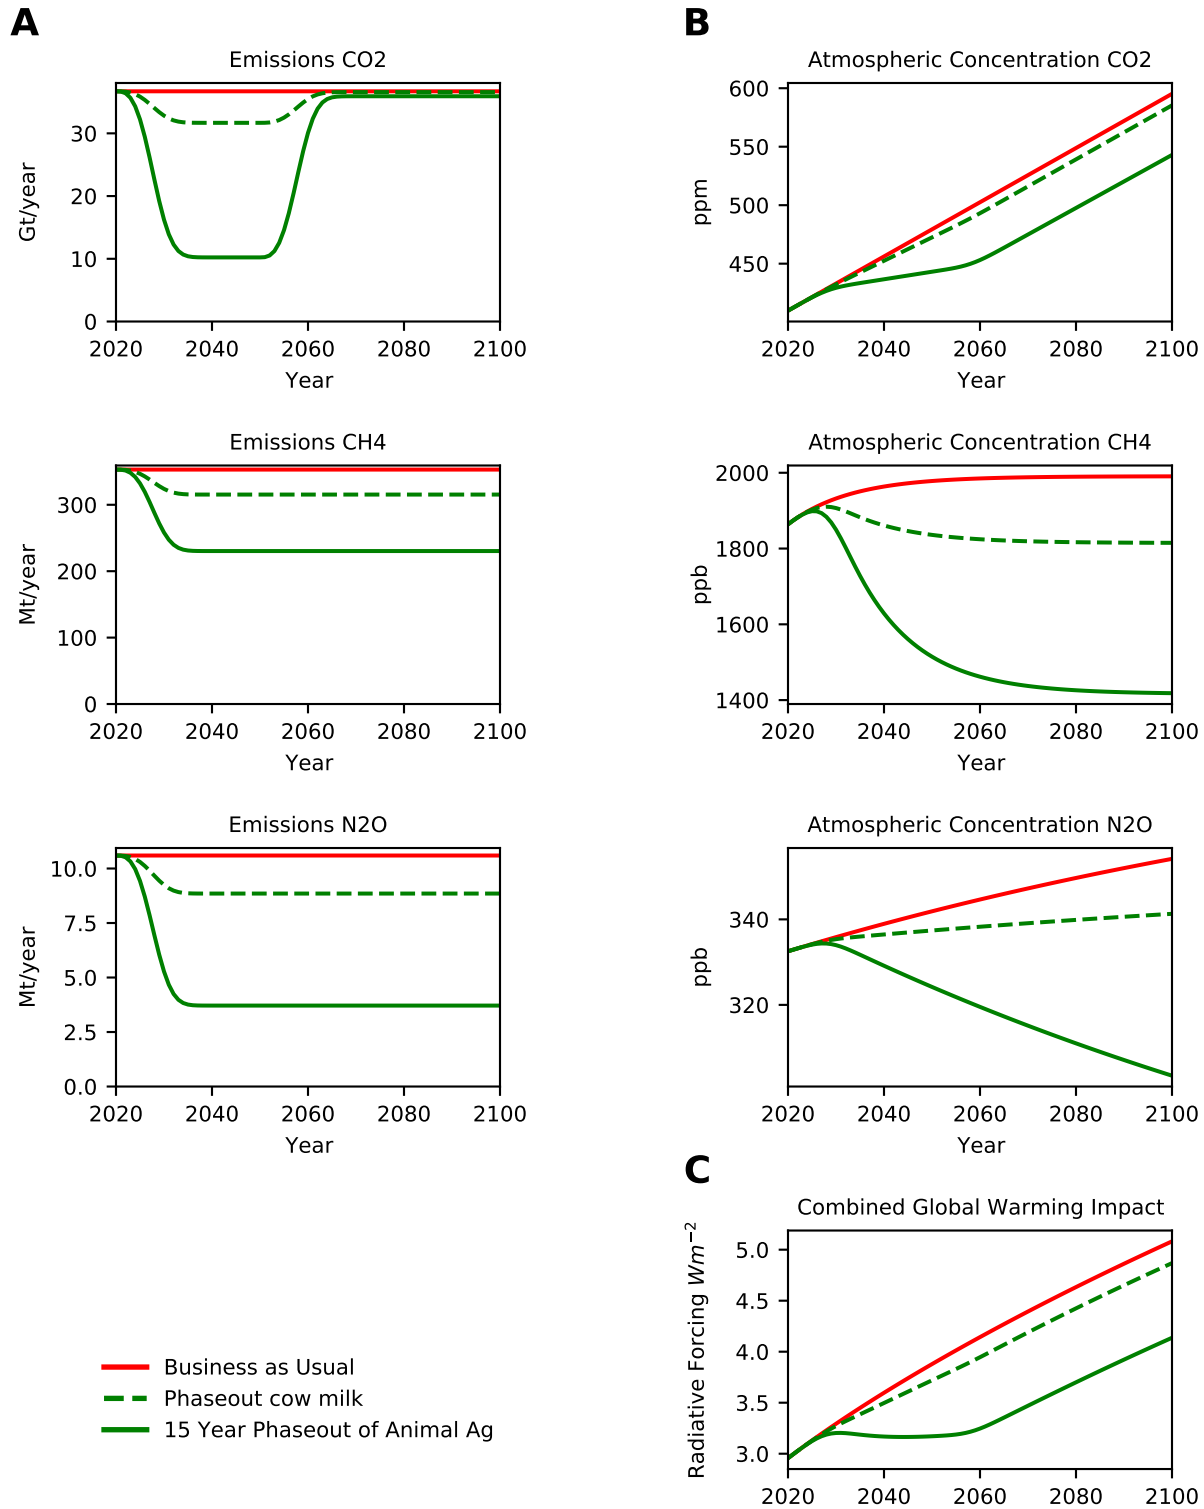 A
B
Emissions CO2
Gt/year
30
20
10
0
2020 2040 2060 2080 2100
Year
Atmospheric Concentration CO2
ppm
600
550
500
450
2020 2040 2060 2080 2100
Year
Emissions CH4
Mt/year
300
200
100
0
2020 2040 2060 2080 2100
Year
Atmospheric Concentration CH4
ppb
2000
1800
1600
1400
2020 2040 2060 2080 2100
Year
Emissions N2O
Mt/year
10.0
7.5
5.0
2.5
0.0
2020 2040 2060 2080 2100
Year
Atmospheric Concentration N2O
ppb
340
320
2020 2040 2060 2080 2100
Year
C
Combined Global Warming Impact
Radiative Forcing Wm⁻²
5.0
4.5
4.0
3.5
3.0
2020 2040 2060 2080 2100
Business as Usual
Phaseout cow milk
15 Year Phaseout of Animal Ag